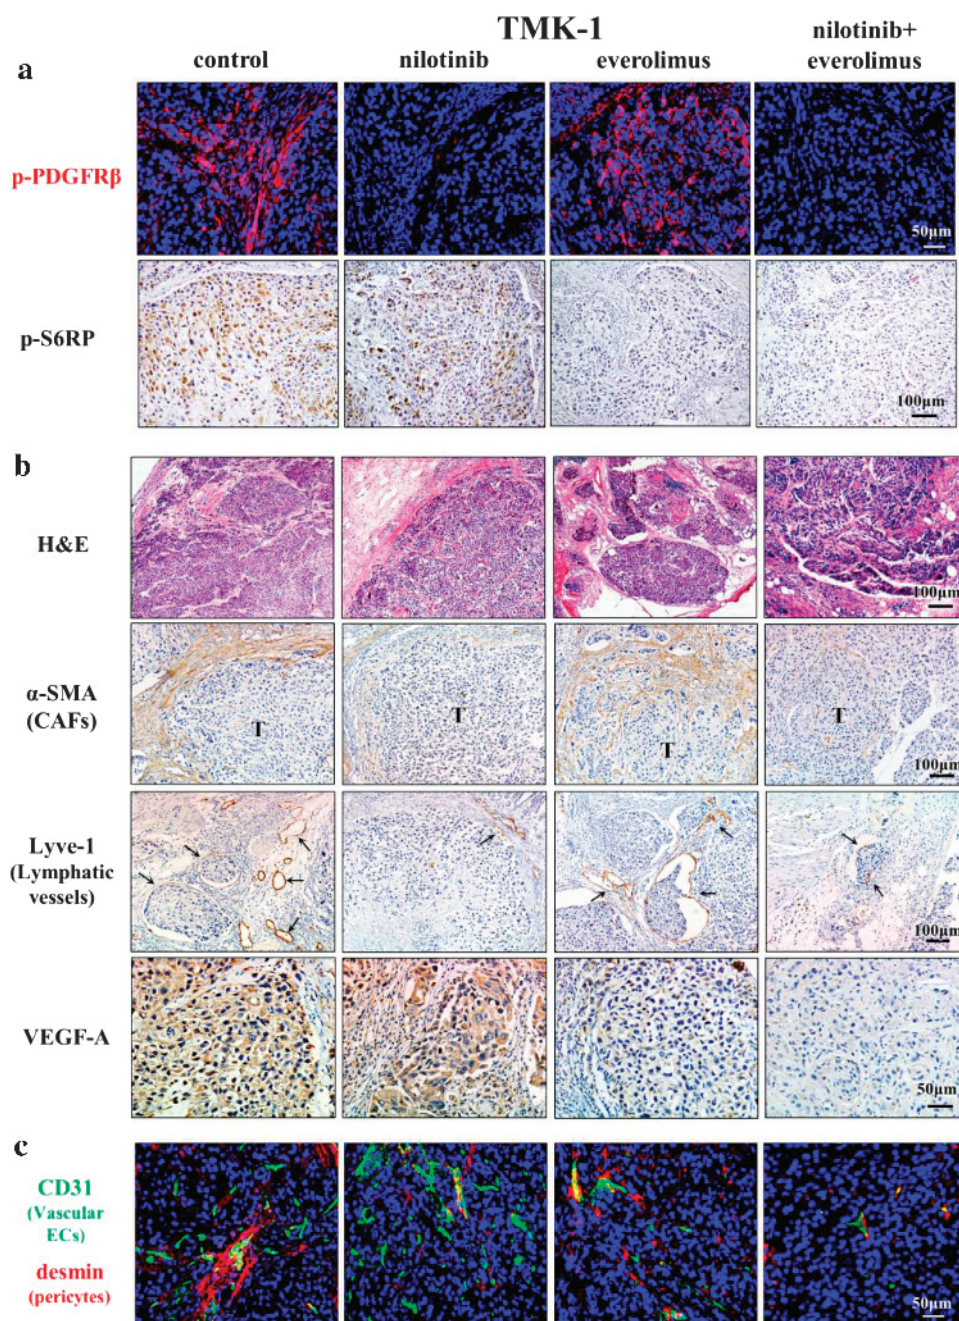 TMK-1
control
nilotinib
everolimus
nilotinib+
everolimus
a
p-PDGFRβ
50μm
p-S6RP
100μm
b
H&E
100μm
α-SMA
(CAFs)
T
T
T
T
100μm
Lyve-1
(Lymphatic
vessels)
100μm
VEGF-A
50μm
c
CD31
(Vascular
ECs)
desmin
(pericytes)
50μm